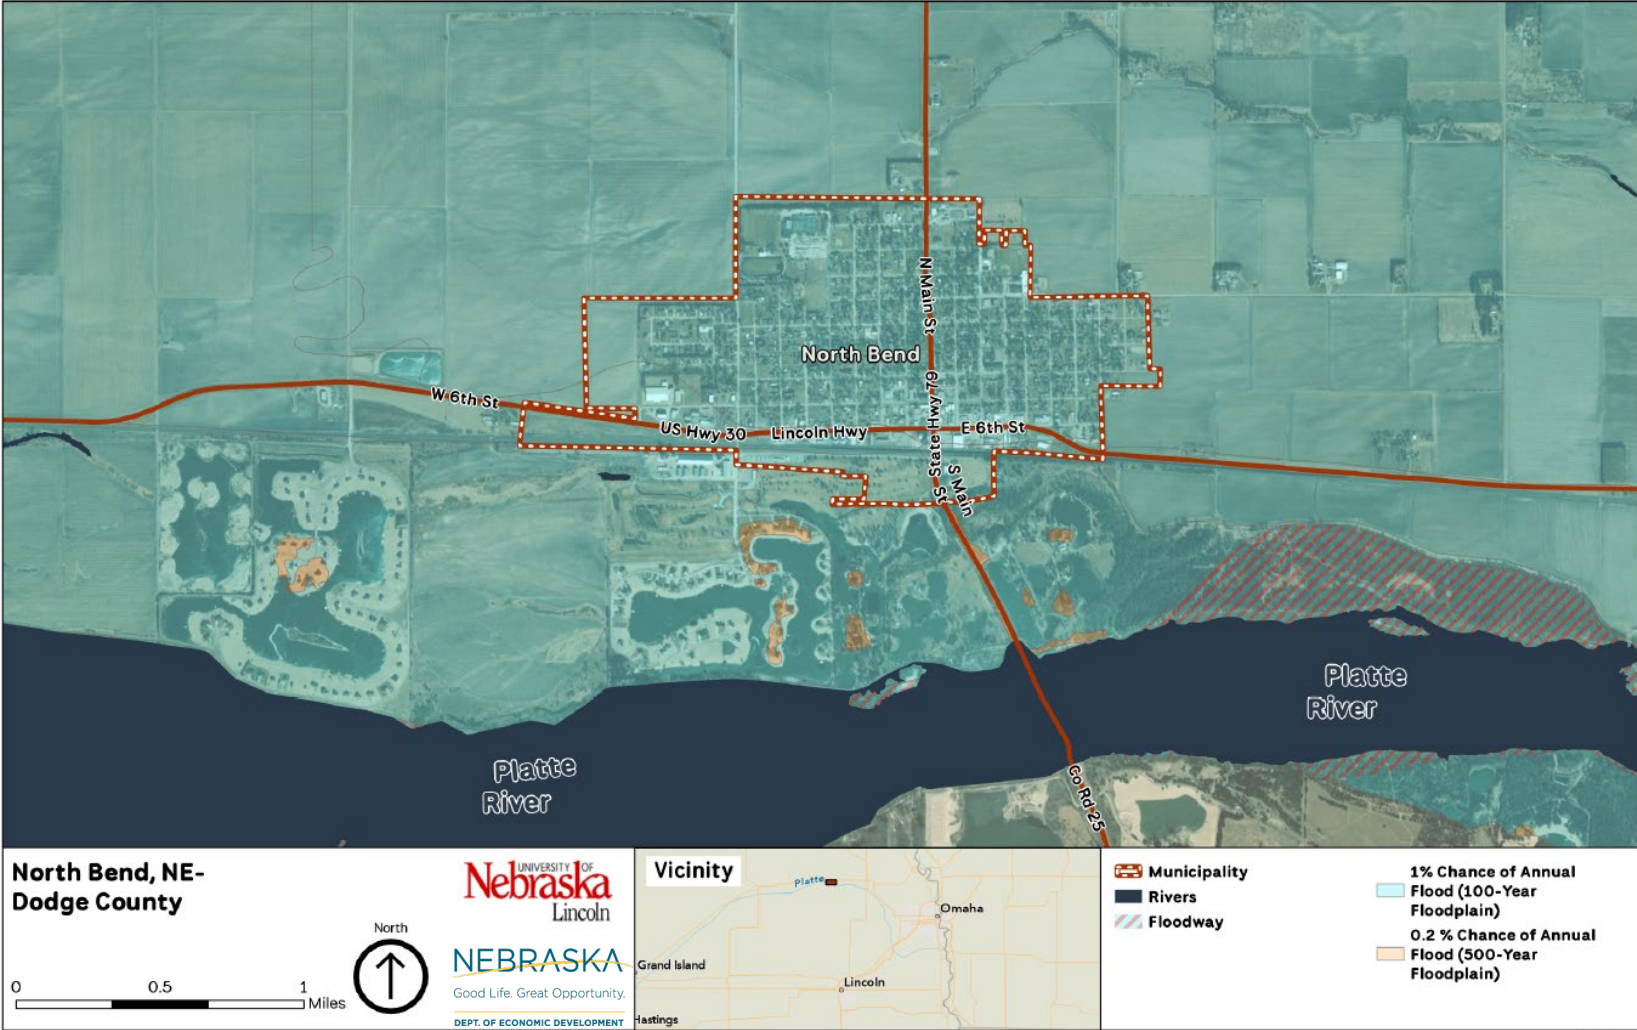 N Main St
North Bend
State Hwy 79
W 6th St
US Hwy 30
Lincoln Hwy
E 6th St
S Main
St
Platte
River
Platte
River
Co Rd 25
North Bend, NE-
Dodge County
UNIVERSITY OF
Nebraska
Lincoln
North
NEBRASKA
Good Life. Great Opportunity.
DEPT. OF ECONOMIC DEVELOPMENT
0 0.5 1
Miles
Vicinity
Platte
Omaha
Grand Island
Lincoln
Hastings
Municipality
Rivers
Floodway
1% Chance of Annual
Flood (100-Year
Floodplain)
0.2 % Chance of Annual
Flood (500-Year
Floodplain)